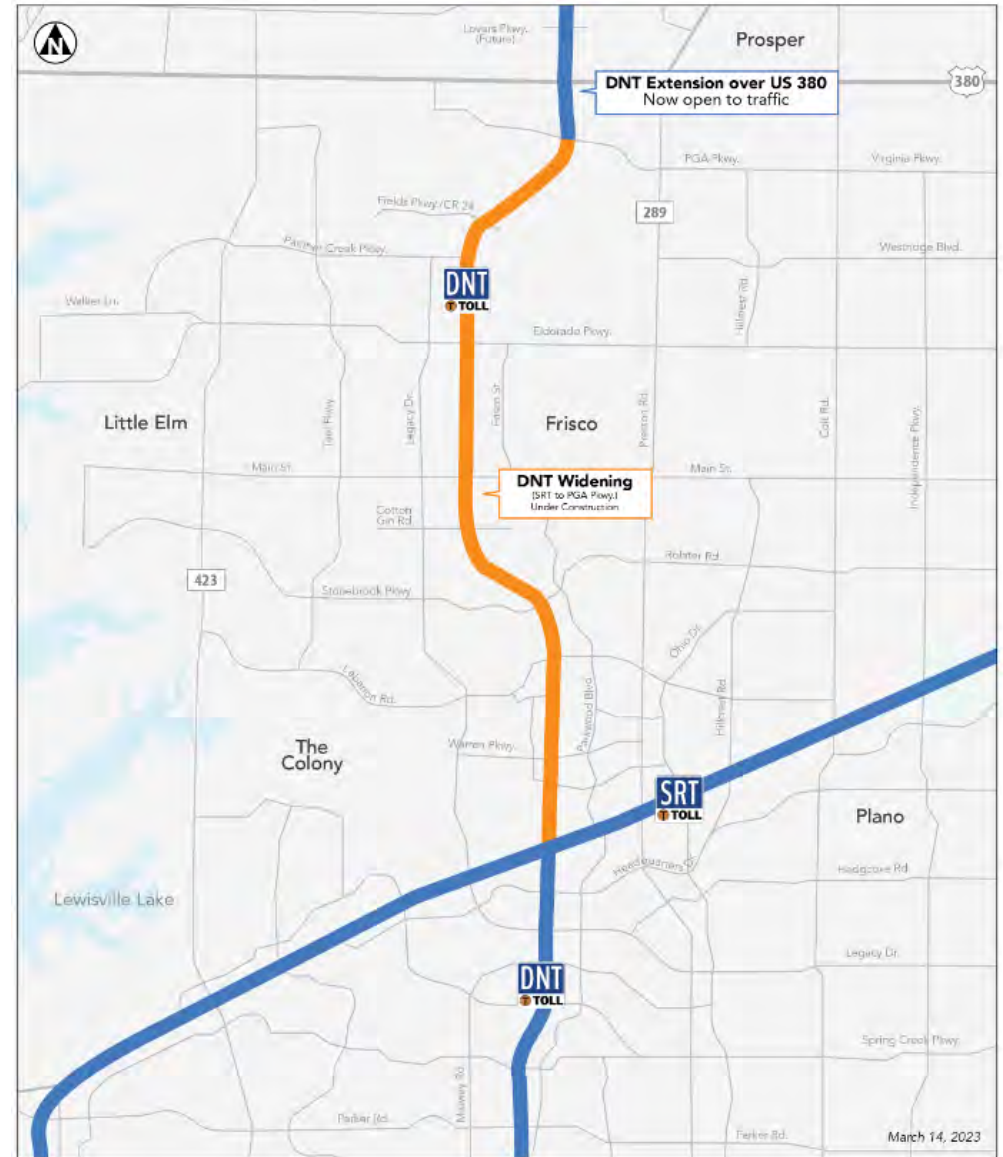 N
Lovers Pkwy.
(Future)
Prosper
380
DNT Extension over US 380
Now open to traffic
PGA Pkwy.
Virginia Pkwy.
Fields Pkwy./CR 24
289
Panther Creek Pkwy.
Westridge Blvd.
DNT
T TOLL
Walker Ln.
Hillcrest Rd.
Eldorado Pkwy.
Little Elm
Teel Pkwy
Legacy Dr.
Frisco St.
Frisco
Preston Rd.
Coit Rd.
Independence Pkwy.
Main St.
Main St.
DNT Widening
(SRT to PGA Pkwy.)
Under Construction
Cotton
Gin Rd.
Rolater Rd.
423
Stonebrook Pkwy
Ohio Dr.
Lebanon Rd.
Parkwood Blvd.
Hillcrest Rd.
The
Colony
Warren Pkwy.
SRT
T TOLL
Plano
Headquarters Dr.
Hedgcoxe Rd
Lewisville Lake
Legacy Dr.
DNT
T TOLL
Spring Creek Pkwy.
Midway Rd.
Parker Rd.
Parker Rd.
March 14, 2023